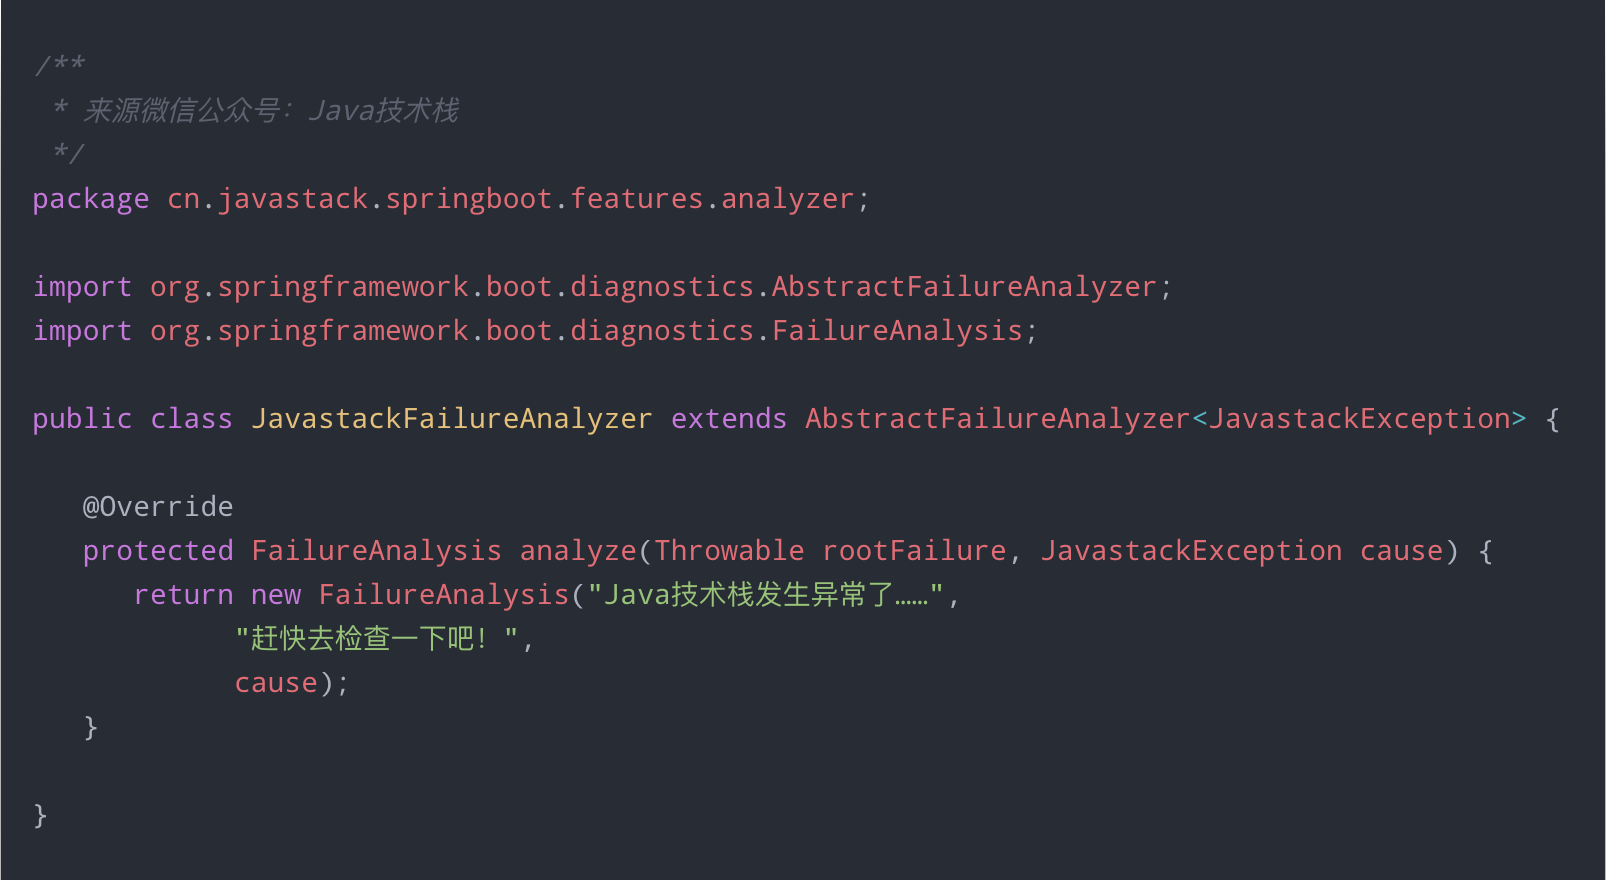 /**
 * 来源微信公众号：Java技术栈
 */
package cn.javastack.springboot.features.analyzer;
import org.springframework.boot.diagnostics.AbstractFailureAnalyzer;
import org.springframework.boot.diagnostics.FailureAnalysis;
public class JavastackFailureAnalyzer extends AbstractFailureAnalyzer<JavastackException> {
   @Override
   protected FailureAnalysis analyze(Throwable rootFailure, JavastackException cause) {
      return new FailureAnalysis("Java技术栈发生异常了……",
            "赶快去检查一下吧！",
            cause);
   }
}